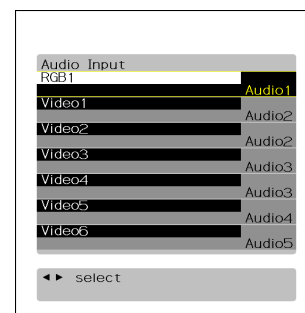 Audio Input
RGB1
Audio1
Video1
Audio2
Video2
Audio2
Video3
Audio3
Video4
Audio3
Video5
Audio4
Video6
Audio5
◄► select